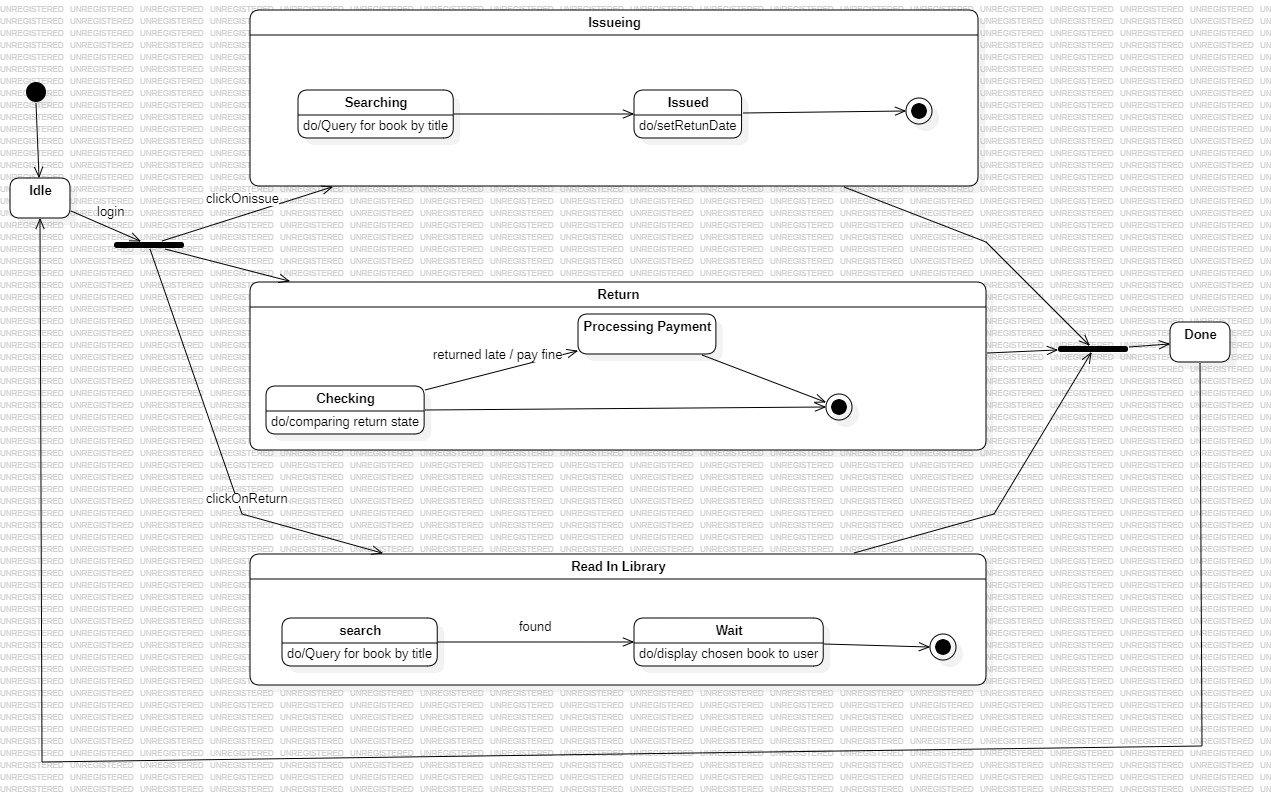 Issueing
Searching
do/Query for book by title
Issued
do/setRetunDate
Idle
login
clickOnissue
Return
Processing Payment
returned late / pay fine
Checking
do/comparing return state
Done
clickOnReturn
Read In Library
search
do/Query for book by title
found
Wait
do/display chosen book to user
UNREGISTERED